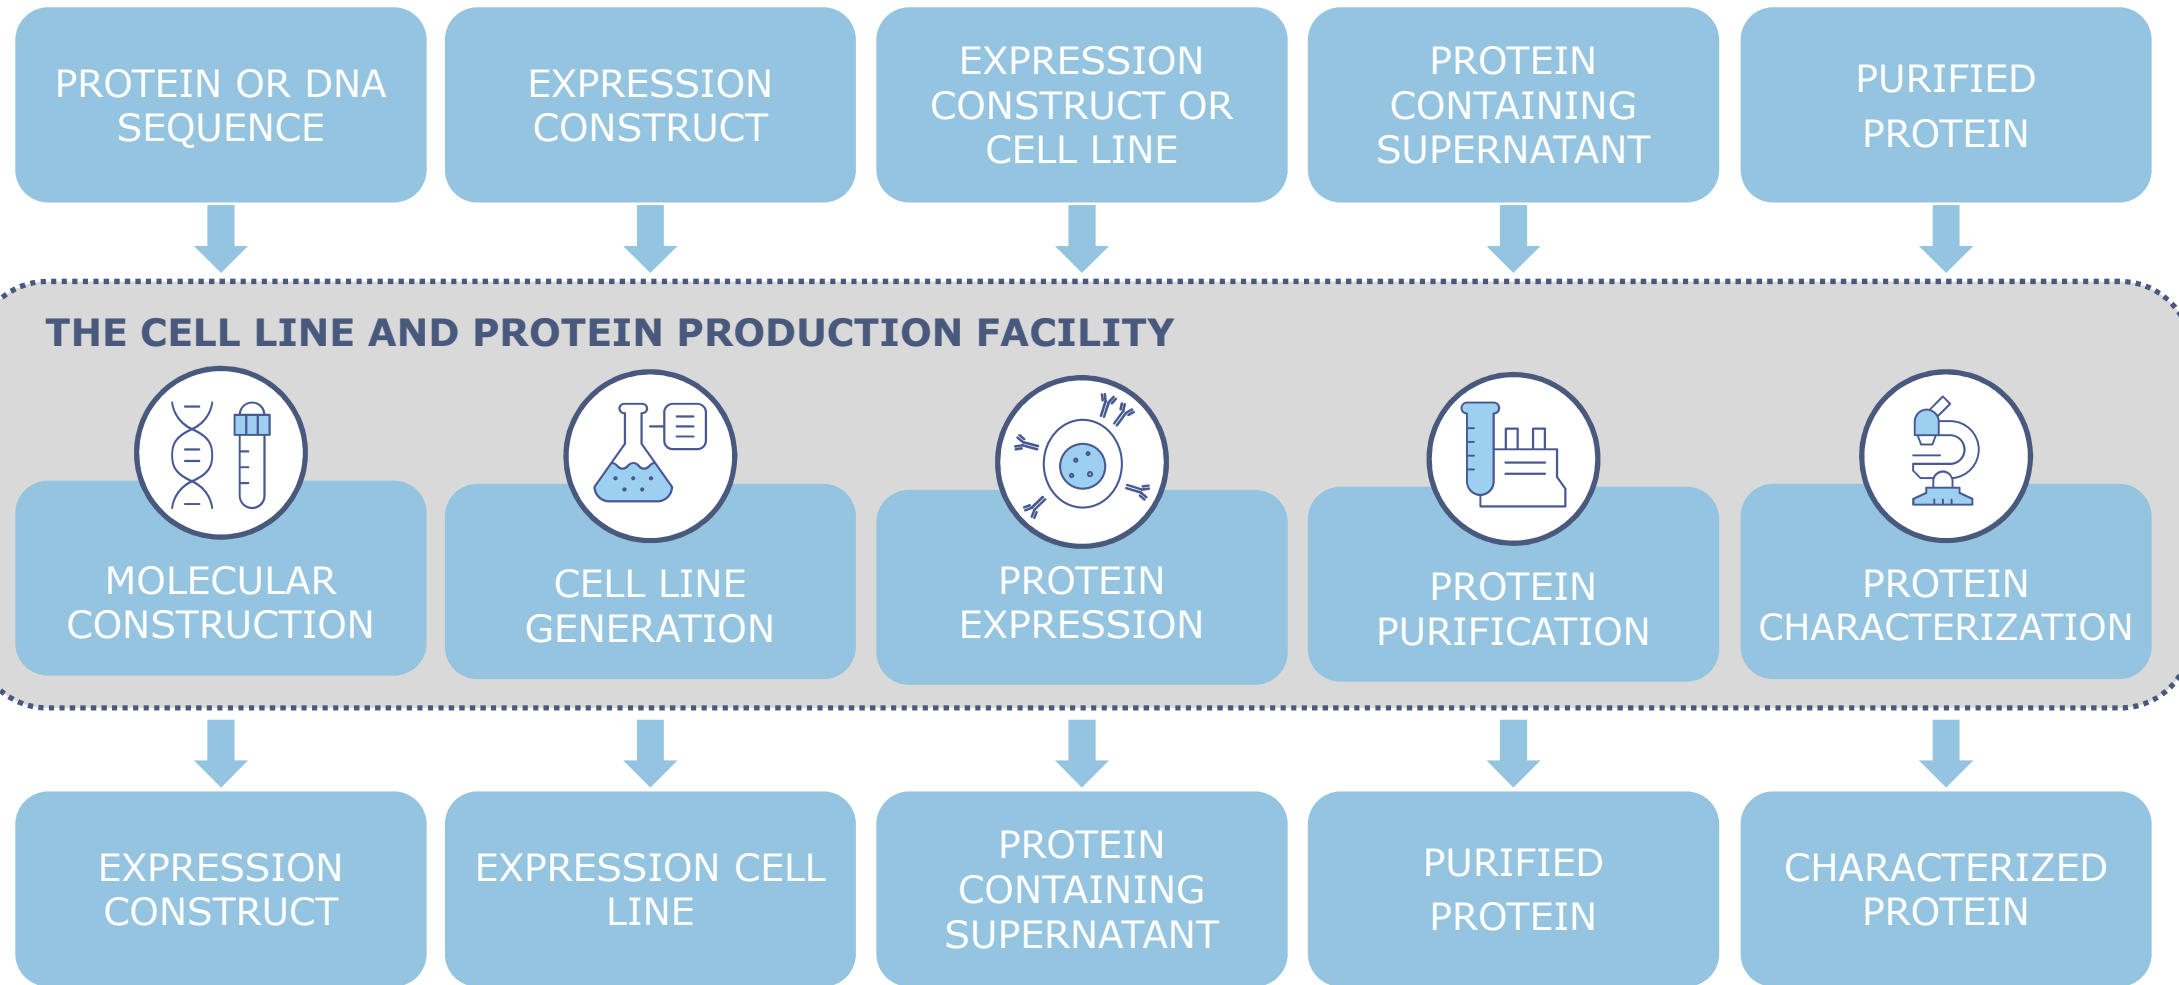 PROTEIN OR DNA
SEQUENCE
EXPRESSION
CONSTRUCT
EXPRESSION
CONSTRUCT OR
CELL LINE
PROTEIN
CONTAINING
SUPERNATANT
PURIFIED
PROTEIN
THE CELL LINE AND PROTEIN PRODUCTION FACILITY
MOLECULAR
CONSTRUCTION
CELL LINE
GENERATION
PROTEIN
EXPRESSION
PROTEIN
PURIFICATION
PROTEIN
CHARACTERIZATION
EXPRESSION
CONSTRUCT
EXPRESSION CELL
LINE
PROTEIN
CONTAINING
SUPERNATANT
PURIFIED
PROTEIN
CHARACTERIZED
PROTEIN